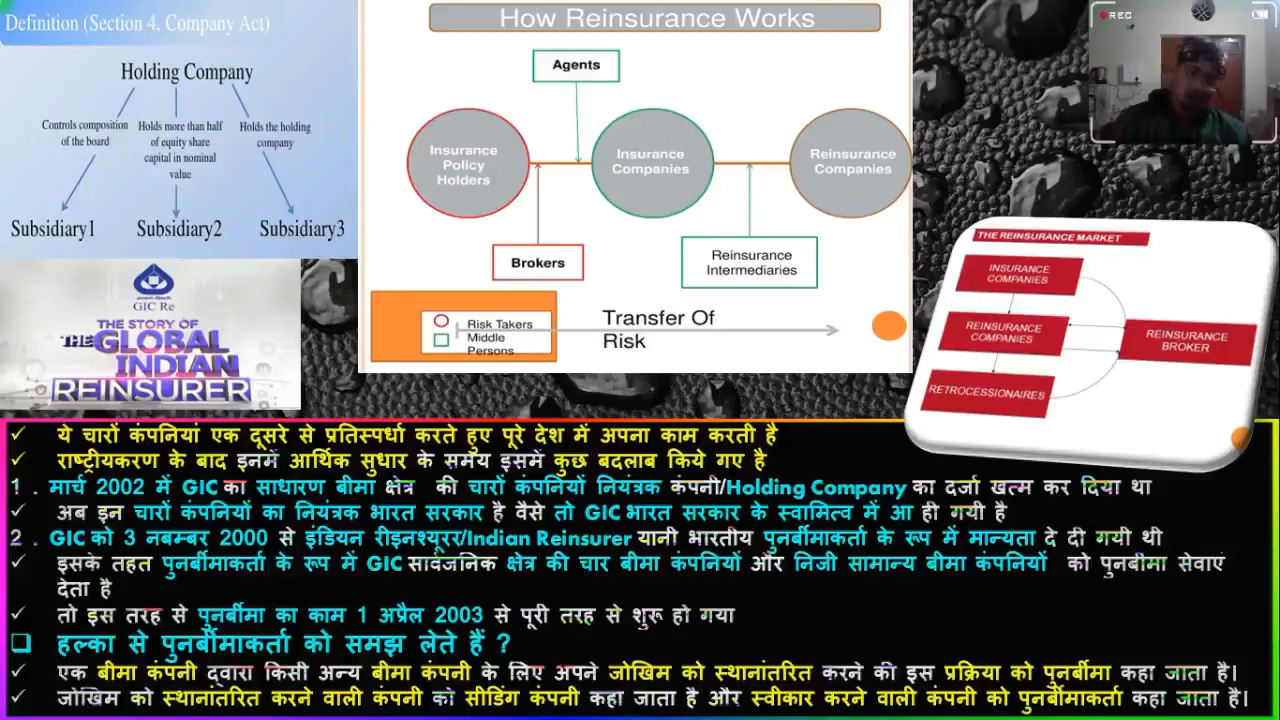 Definition (Section 4, Company Act)
Holding Company
Controls composition
of the board
Holds more than half
of equity share
capital in nominal
value
Holds the holding
company
Subsidiary1
Subsidiary2
Subsidiary3
GIC Re
THE STORY OF
THE GLOBAL
INDIAN
REINSURER
How Reinsurance Works
Agents
Insurance
Policy
Holders
Insurance
Companies
Reinsurance
Companies
Brokers
Reinsurance
Intermediaries
Risk Takers
Middle
Persons
Transfer Of
Risk
REC
THE REINSURANCE MARKET
INSURANCE
COMPANIES
REINSURANCE
COMPANIES
REINSURANCE
BROKER
RETROCESSIONAIRES
✓ ये चारों कंपनियां एक दूसरे से प्रतिस्पर्धा करते हुए पूरे देश में अपना काम करती है
✓ राष्ट्रीयकरण के बाद इनमें आर्थिक सुधार के समय इसमें कुछ बदलाब किये गए है
1 . मार्च 2002 में GIC का साधारण बीमा क्षेत्र की चारों कंपनियों नियंत्रक कंपनी/Holding Company का दर्जा खत्म कर दिया था
✓ अब इन चारों कंपनियों का नियंत्रक भारत सरकार है वैसे तो GIC भारत सरकार के स्वामित्व में आ ही गयी है
2 . GIC को 3 नबम्बर 2000 से इंडियन रीइनश्यूरर/Indian Reinsurer यानी भारतीय पुनर्बीमाकर्ता के रूप में मान्यता दे दी गयी थी
✓ इसके तहत पुनर्बीमाकर्ता के रूप में GIC सार्वजनिक क्षेत्र की चार बीमा कंपनियों और निजी सामान्य बीमा कंपनियों को पुनबीमा सेवाएं
देता है
✓ तो इस तरह से पुनर्बीमा का काम 1 अप्रैल 2003 से पूरी तरह से शुरू हो गया
❑ हल्का से पुनर्बीमाकर्ता को समझ लेते हैं ?
✓ एक बीमा कंपनी द्वारा किसी अन्य बीमा कंपनी के लिए अपने जोखिम को स्थानांतरित करने की इस प्रक्रिया को पुनर्बीमा कहा जाता है।
✓ जोखिम को स्थानांतरित करने वाली कंपनी को सीडिंग कंपनी कहा जाता है और स्वीकार करने वाली कंपनी को पुनर्बीमाकर्ता कहा जाता है।